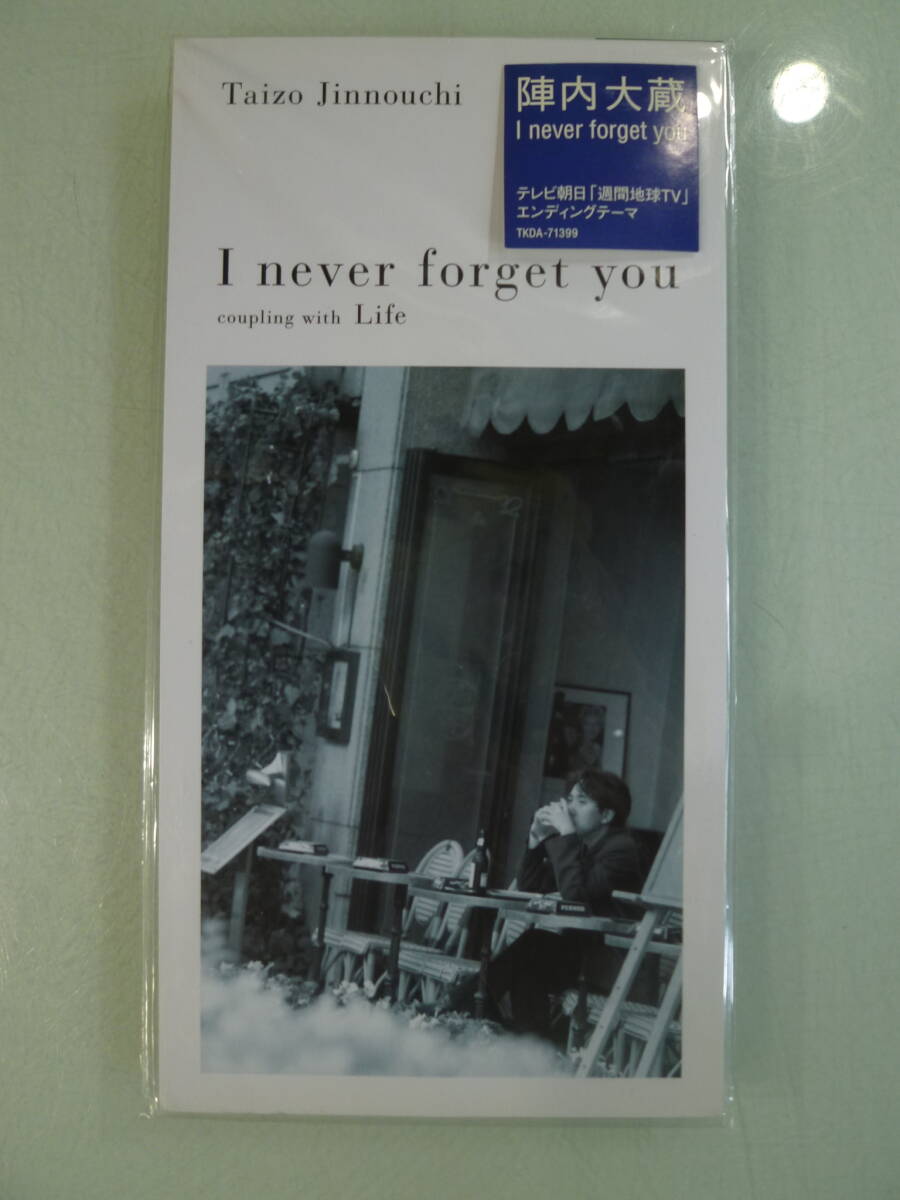 Taizo Jinnouchi
陣内大蔵
I never forget you
テレビ朝日「週間地球TV」
エンディングテーマ
TKDA-71399
I never forget you
coupling with Life